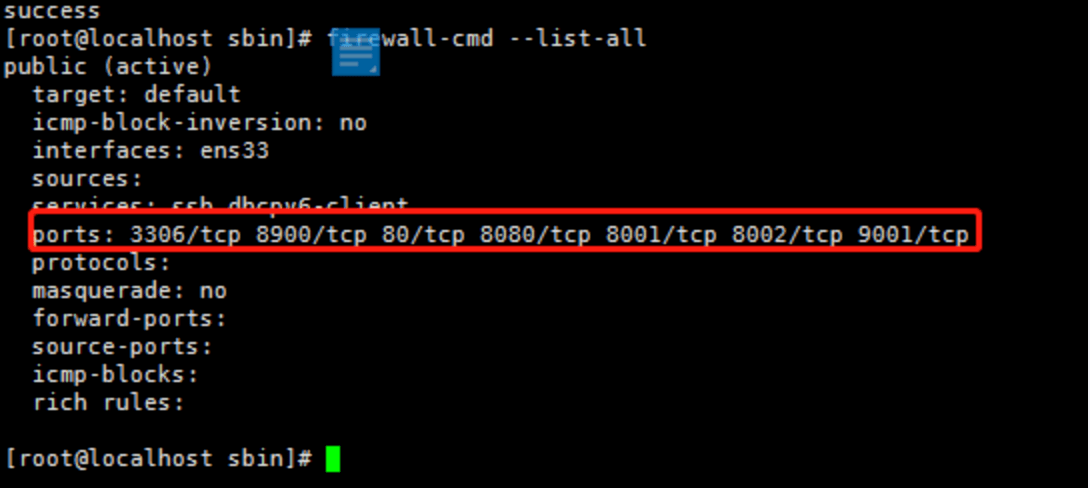 success
[root@localhost sbin]# firewall-cmd --list-all
public (active)
target: default
icmp-block-inversion: no
interfaces: ens33
sources:
services: ssh dhcpv6-client
ports: 3306/tcp 8900/tcp 80/tcp 8080/tcp 8001/tcp 8002/tcp 9001/tcp
protocols:
masquerade: no
forward-ports:
source-ports:
icmp-blocks:
rich rules:
[root@localhost sbin]#